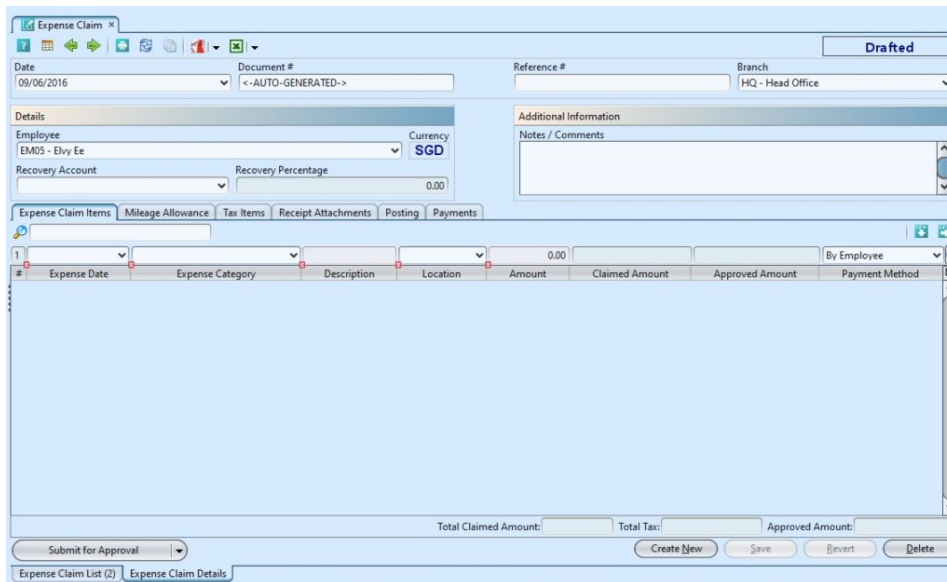 Expense Claim ×
Drafted
Date Document # Reference # Branch
09/06/2016 <-AUTO-GENERATED-> HQ - Head Office
Details Additional Information
Employee Currency Notes / Comments
EM05 - Elvy Ee SGD
Recovery Account Recovery Percentage
0.00
Expense Claim Items Mileage Allowance Tax Items Receipt Attachments Posting Payments
1 0.00 By Employee
# Expense Date Expense Category Description Location Amount Claimed Amount Approved Amount Payment Method
Total Claimed Amount: Total Tax: Approved Amount:
Submit for Approval Create New Save Revert Delete
Expense Claim List (2) Expense Claim Details